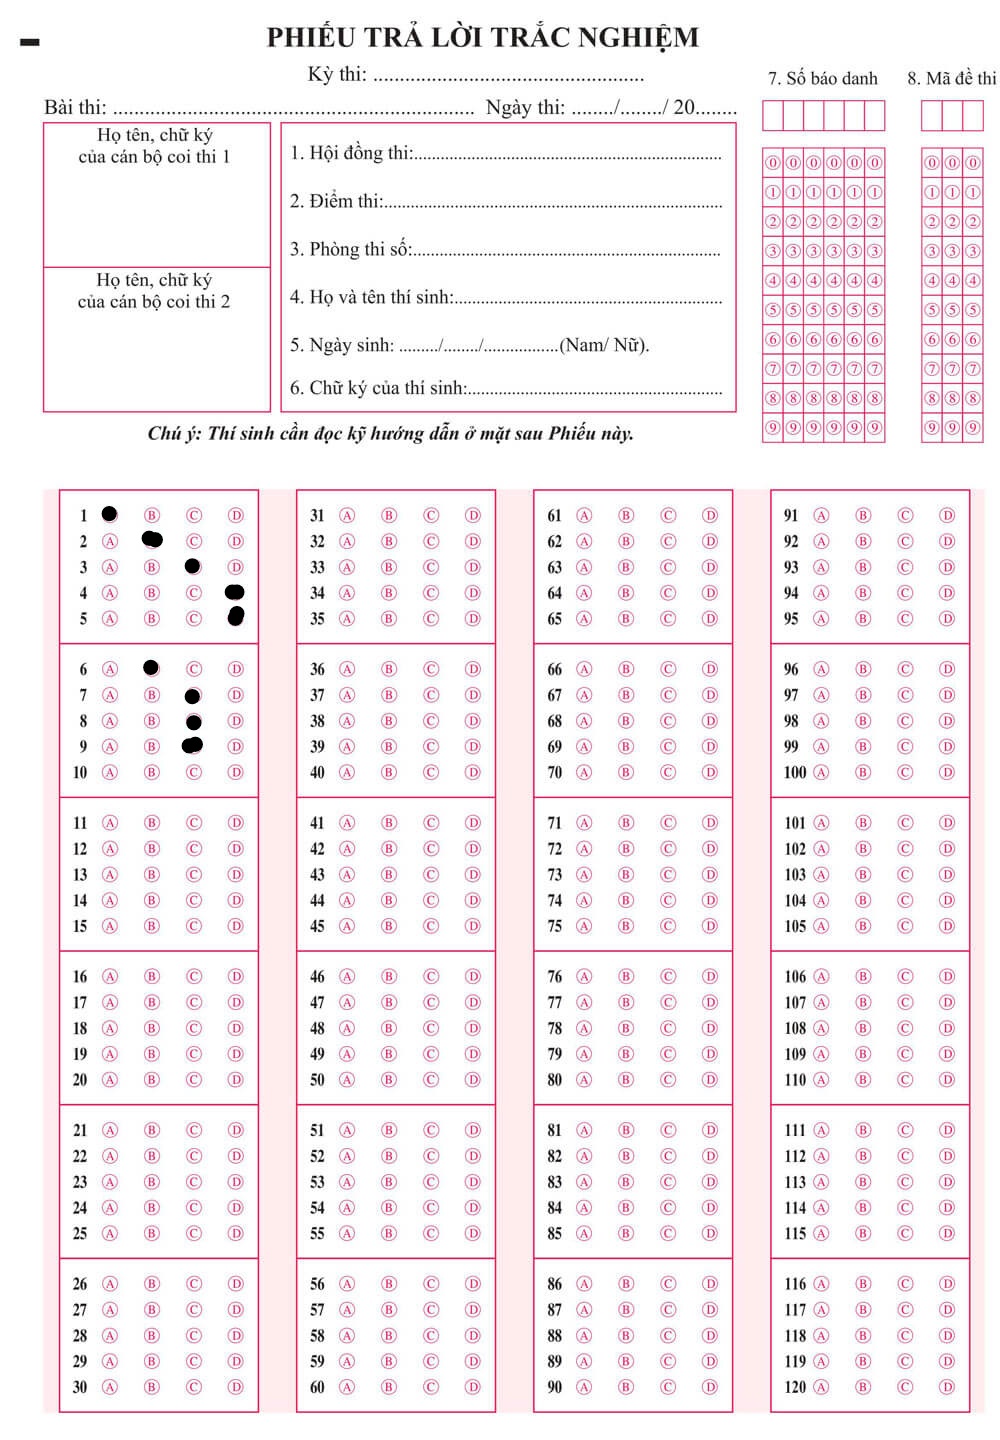 PHIẾU TRẢ LỜI TRẮC NGHIỆM
Kỳ thi: ...................................................
Bài thi: ....................................................................... Ngày thi: ......../......../ 20........
7. Số báo danh
8. Mã đề thi
Họ tên, chữ ký
của cán bộ coi thi 1
Họ tên, chữ ký
của cán bộ coi thi 2
1. Hội đồng thi:......................................................................
2. Điểm thi:.............................................................................
3. Phòng thi số:......................................................................
4. Họ và tên thí sinh:.............................................................
5. Ngày sinh: ........./......../.................(Nam/ Nữ).
6. Chữ ký của thí sinh:..........................................................
0 0 0 0 0 0 0 0 0
1 1 1 1 1 1 1 1 1
2 2 2 2 2 2 2 2 2
3 3 3 3 3 3 3 3 3
4 4 4 4 4 4 4 4 4
5 5 5 5 5 5 5 5 5
6 6 6 6 6 6 6 6 6
7 7 7 7 7 7 7 7 7
8 8 8 8 8 8 8 8 8
9 9 9 9 9 9 9 9 9
Chú ý: Thí sinh cần đọc kỹ hướng dẫn ở mặt sau Phiếu này.
1 B C D 31 A B C D 61 A B C D 91 A B C D
2 A C D 32 A B C D 62 A B C D 92 A B C D
3 A B D 33 A B C D 63 A B C D 93 A B C D
4 A B C 34 A B C D 64 A B C D 94 A B C D
5 A B C 35 A B C D 65 A B C D 95 A B C D
6 A C D 36 A B C D 66 A B C D 96 A B C D
7 A B D 37 A B C D 67 A B C D 97 A B C D
8 A B D 38 A B C D 68 A B C D 98 A B C D
9 A B D 39 A B C D 69 A B C D 99 A B C D
10 A B C D 40 A B C D 70 A B C D 100 A B C D
11 A B C D 41 A B C D 71 A B C D 101 A B C D
12 A B C D 42 A B C D 72 A B C D 102 A B C D
13 A B C D 43 A B C D 73 A B C D 103 A B C D
14 A B C D 44 A B C D 74 A B C D 104 A B C D
15 A B C D 45 A B C D 75 A B C D 105 A B C D
16 A B C D 46 A B C D 76 A B C D 106 A B C D
17 A B C D 47 A B C D 77 A B C D 107 A B C D
18 A B C D 48 A B C D 78 A B C D 108 A B C D
19 A B C D 49 A B C D 79 A B C D 109 A B C D
20 A B C D 50 A B C D 80 A B C D 110 A B C D
21 A B C D 51 A B C D 81 A B C D 111 A B C D
22 A B C D 52 A B C D 82 A B C D 112 A B C D
23 A B C D 53 A B C D 83 A B C D 113 A B C D
24 A B C D 54 A B C D 84 A B C D 114 A B C D
25 A B C D 55 A B C D 85 A B C D 115 A B C D
26 A B C D 56 A B C D 86 A B C D 116 A B C D
27 A B C D 57 A B C D 87 A B C D 117 A B C D
28 A B C D 58 A B C D 88 A B C D 118 A B C D
29 A B C D 59 A B C D 89 A B C D 119 A B C D
30 A B C D 60 A B C D 90 A B C D 120 A B C D